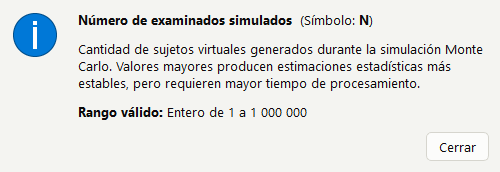 Número de examinados simulados (Símbolo: N)
Cantidad de sujetos virtuales generados durante la simulación Monte
Carlo. Valores mayores producen estimaciones estadísticas más
estables, pero requieren mayor tiempo de procesamiento.
Rango válido: Entero de 1 a 1 000 000
Cerrar